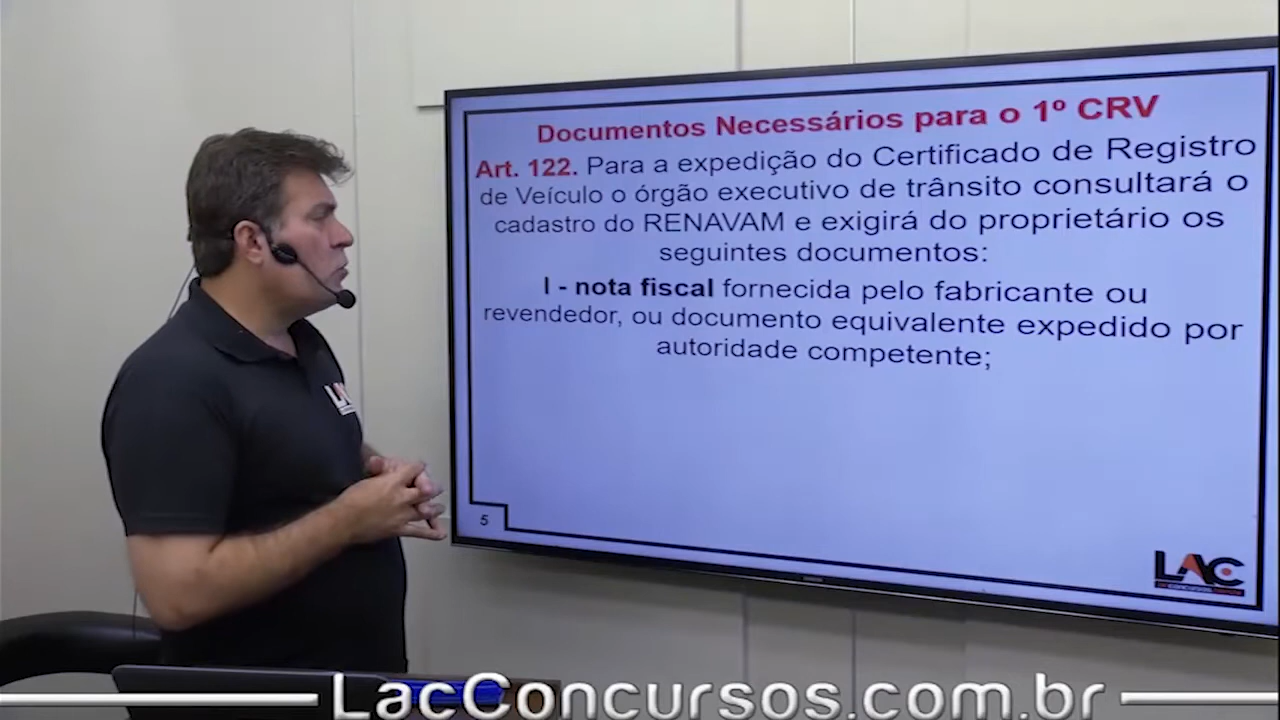 Documentos Necessários para o 1º CRV
Art. 122. Para a expedição do Certificado de Registro
de Veículo o órgão executivo de trânsito consultará o
cadastro do RENAVAM e exigirá do proprietário os
seguintes documentos:
I - nota fiscal fornecida pelo fabricante ou
revendedor, ou documento equivalente expedido por
autoridade competente;
5
LAC
LAC
LacConcursos.com.br